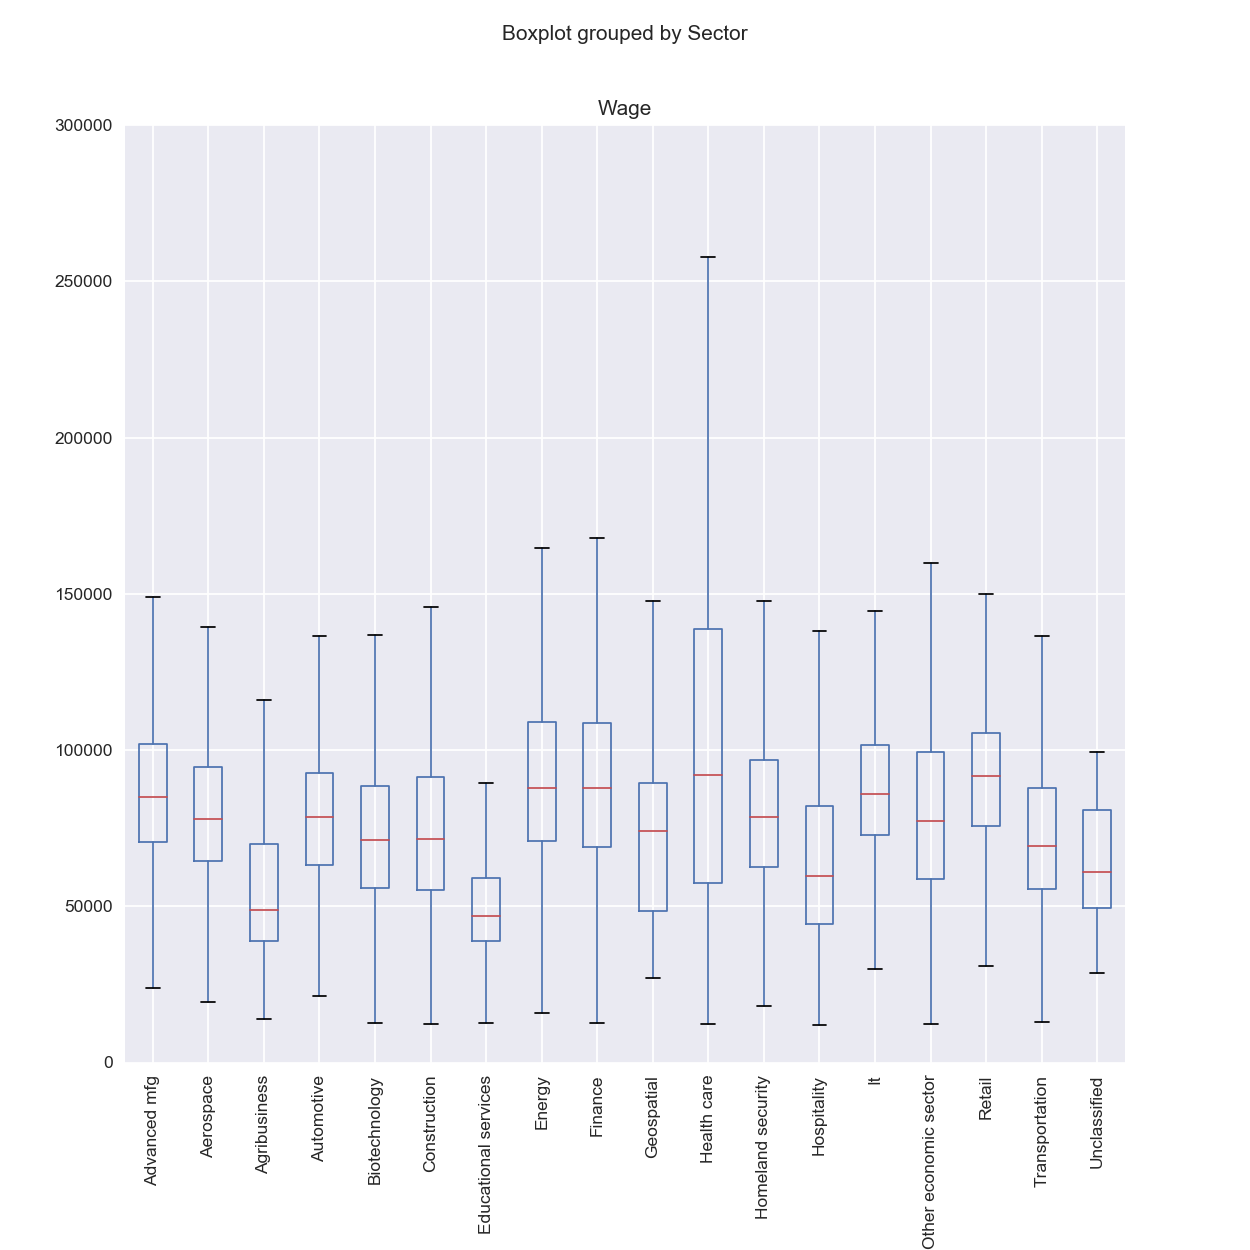 Boxplot grouped by Sector
Wage
300000
250000
200000
150000
100000
50000
0
Advanced mfg
Aerospace
Agribusiness
Automotive
Biotechnology
Construction
Educational services
Energy
Finance
Geospatial
Health care
Homeland security
Hospitality
It
Other economic sector
Retail
Transportation
Unclassified